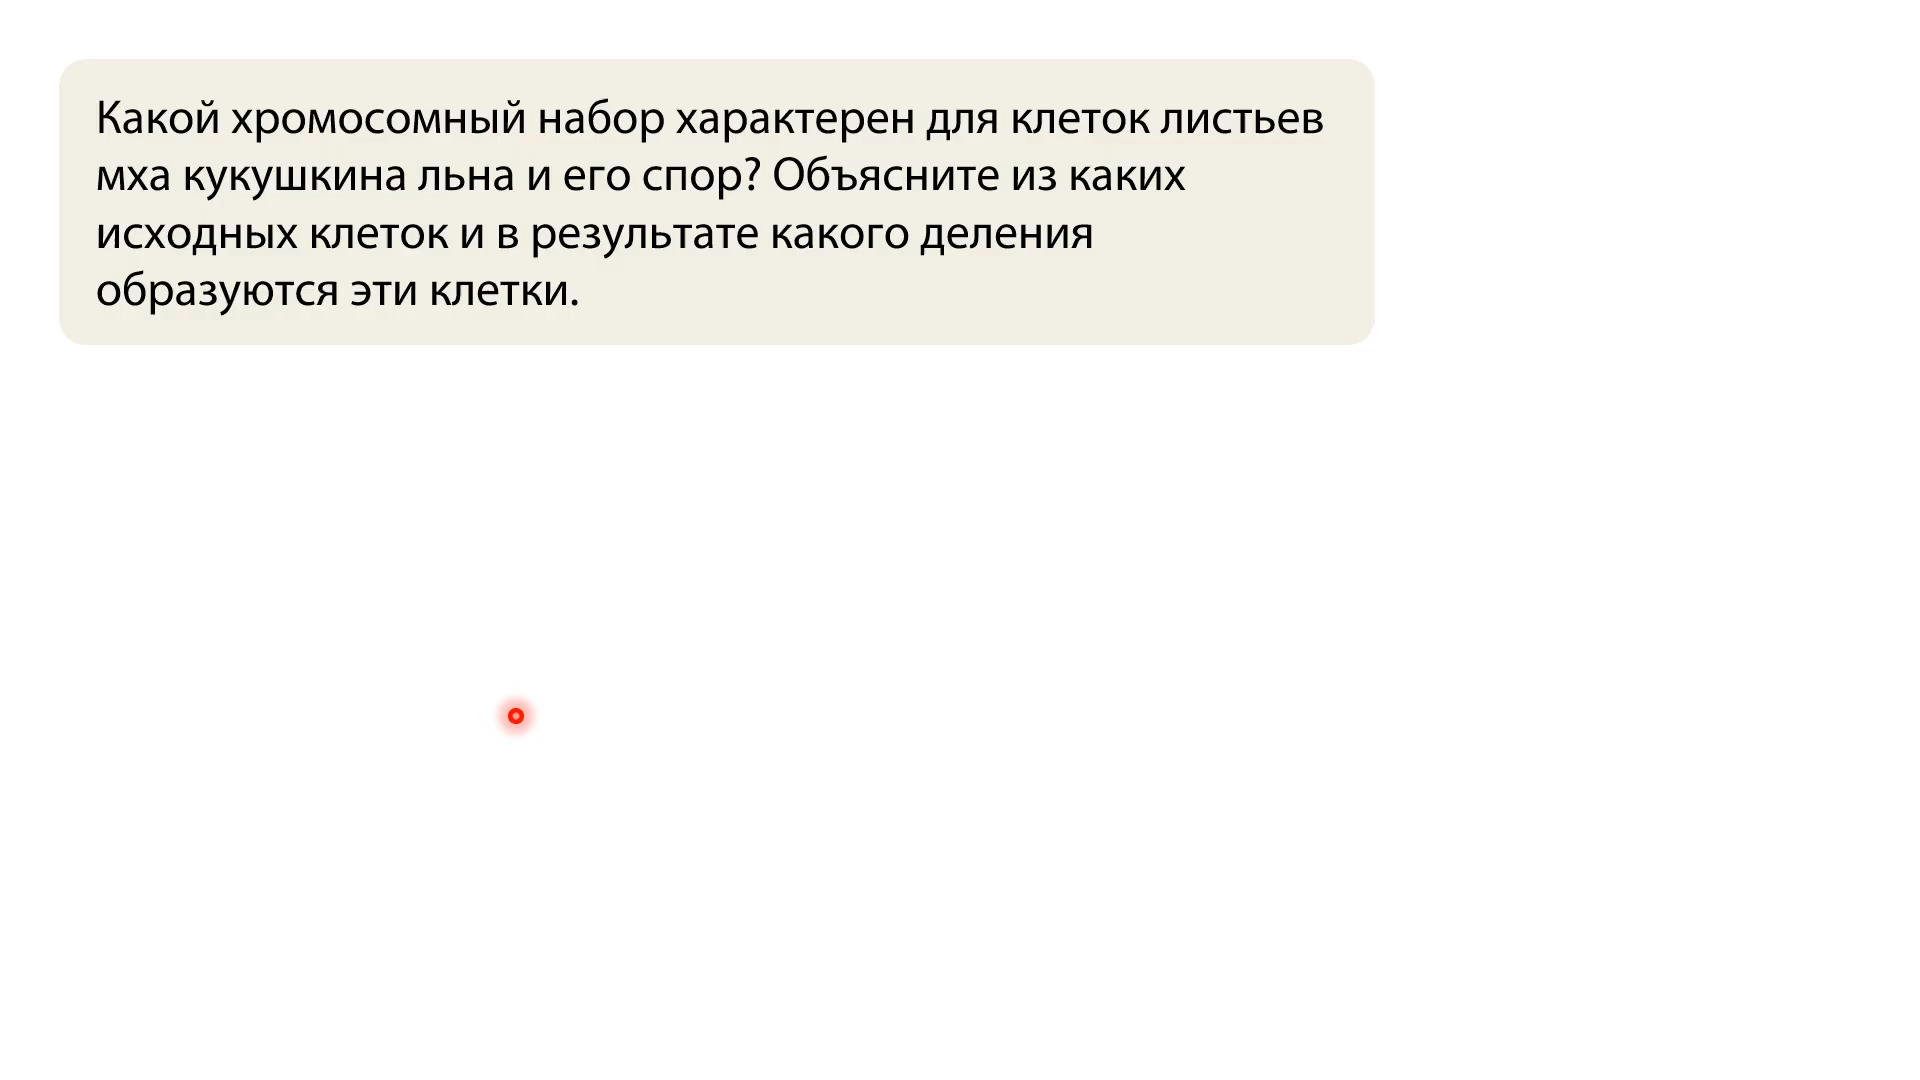 Какой хромосомный набор характерен для клеток листьев
мха кукушкина льна и его спор? Объясните из каких
исходных клеток и в результате какого деления
образуются эти клетки.